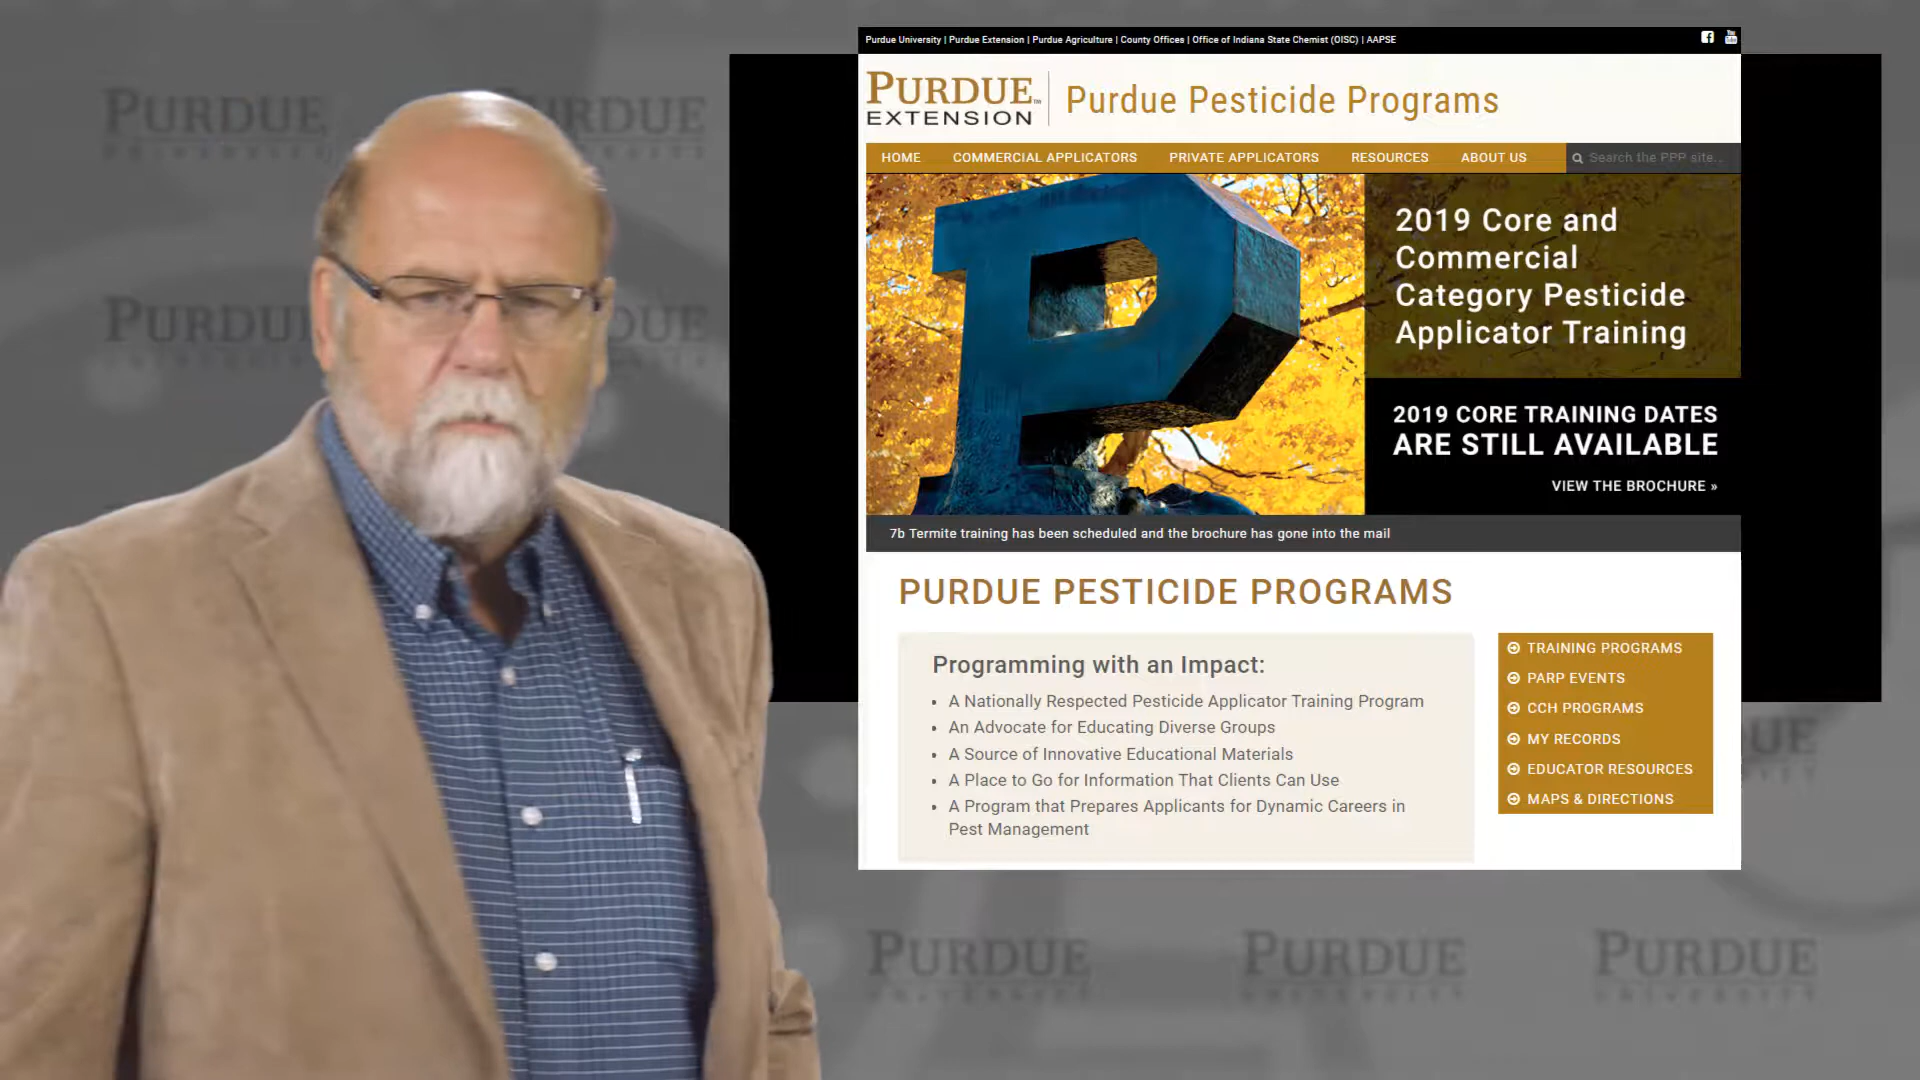 Purdue University | Purdue Extension | Purdue Agriculture | County Offices | Office of Indiana State Chemist (OISC) | AAPSE
PURDUE
EXTENSION
Purdue Pesticide Programs
HOME COMMERCIAL APPLICATORS PRIVATE APPLICATORS RESOURCES ABOUT US Search the PPP site...
2019 Core and
Commercial
Category Pesticide
Applicator Training
2019 CORE TRAINING DATES
ARE STILL AVAILABLE
VIEW THE BROCHURE »
7b Termite training has been scheduled and the brochure has gone into the mail
PURDUE PESTICIDE PROGRAMS
Programming with an Impact:
• A Nationally Respected Pesticide Applicator Training Program
• An Advocate for Educating Diverse Groups
• A Source of Innovative Educational Materials
• A Place to Go for Information That Clients Can Use
• A Program that Prepares Applicants for Dynamic Careers in
Pest Management
TRAINING PROGRAMS
PARP EVENTS
CCH PROGRAMS
MY RECORDS
EDUCATOR RESOURCES
MAPS & DIRECTIONS
PURDUE
UNIVERSITY
PURDUE
PURDUE PURDUE PURDUE
UNIVERSITY UNIVERSITY UNIVERSITY